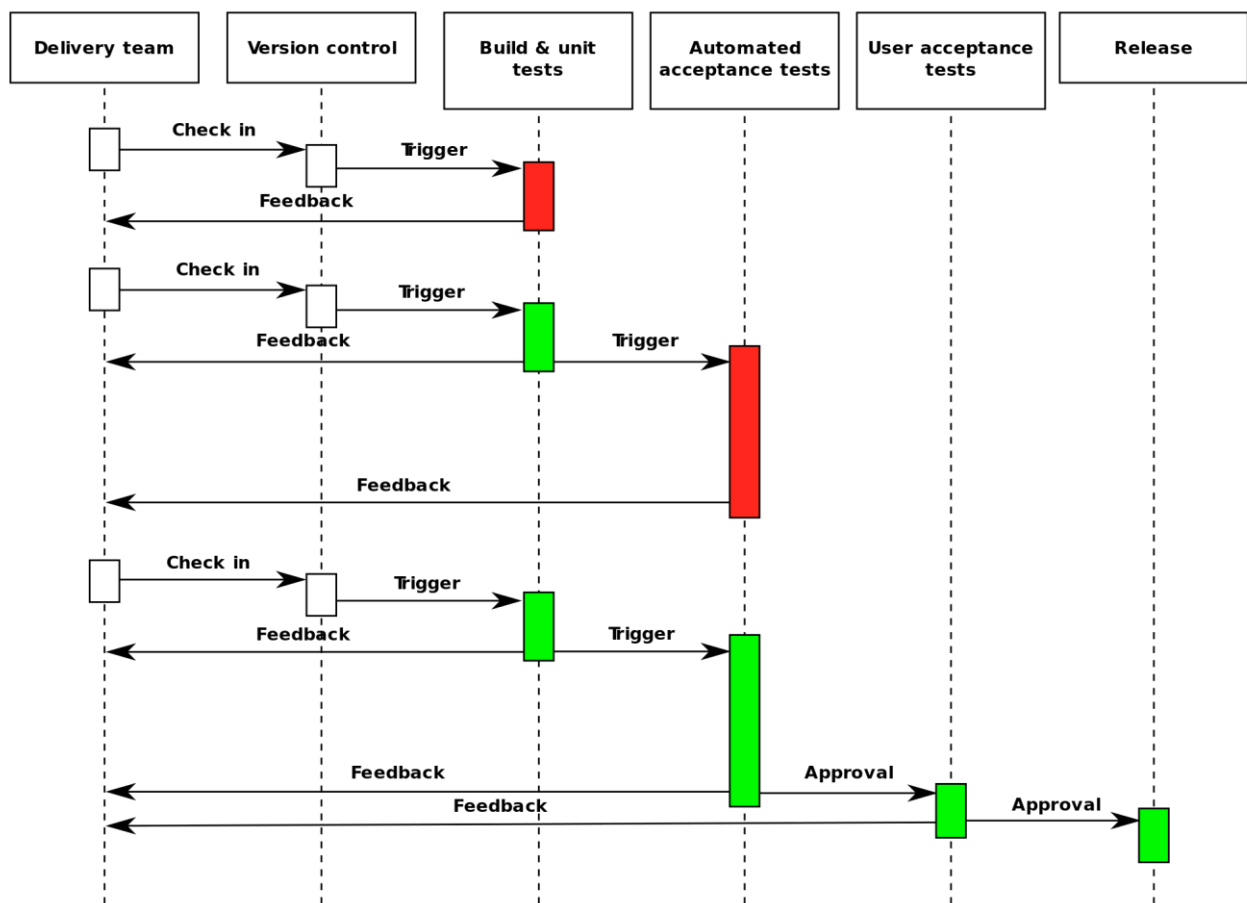 Delivery team
Version control
Build & unit
tests
Automated
acceptance tests
User acceptance
tests
Release
Check in
Trigger
Feedback
Check in
Trigger
Feedback
Trigger
Feedback
Check in
Trigger
Feedback
Trigger
Feedback
Approval
Feedback
Approval